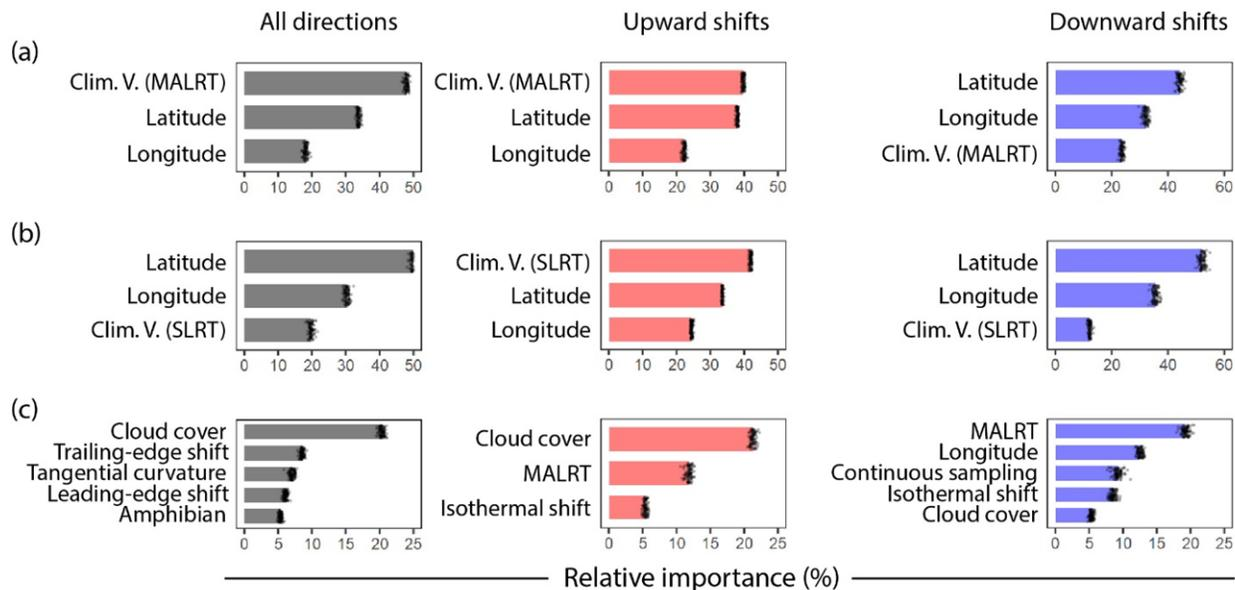 All directions Upward shifts Downward shifts
(a)
Clim. V. (MALRT)
Latitude
Longitude
0 10 20 30 40 50
Clim. V. (MALRT)
Latitude
Longitude
0 10 20 30 40 50
Latitude
Longitude
Clim. V. (MALRT)
0 20 40 60
(b)
Latitude
Longitude
Clim. V. (SLRT)
0 10 20 30 40 50
Clim. V. (SLRT)
Latitude
Longitude
0 10 20 30 40 50
Latitude
Longitude
Clim. V. (SLRT)
0 20 40 60
(c)
Cloud cover
Trailing-edge shift
Tangential curvature
Leading-edge shift
Amphibian
0 5 10 15 20 25
Cloud cover
MALRT
Isothermal shift
0 5 10 15 20 25
MALRT
Longitude
Continuous sampling
Isothermal shift
Cloud cover
0 5 10 15 20 25
Relative importance (%)